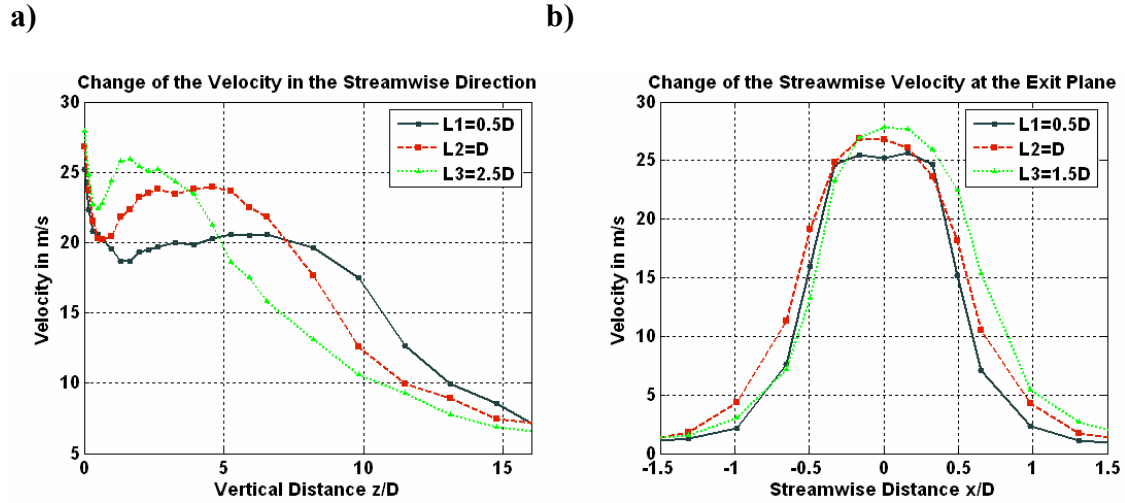 a)
b)
Change of the Velocity in the Streamwise Direction
30
25
20
15
10
5
0
5
10
15
Velocity in m/s
Vertical Distance z/D
L1=0.5D
L2=D
L3=2.5D
Change of the Streawmise Velocity at the Exit Plane
30
25
20
15
10
5
0
-1.5
-1
-0.5
0
0.5
1
1.5
Velocity in m/s
Streamwise Distance x/D
L1=0.5D
L2=D
L3=1.5D